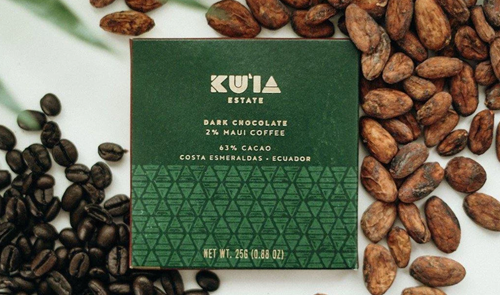 KU'IA
ESTATE
DARK CHOCOLATE
2% MAUI COFFEE
63% CACAO
COSTA ESMERALDAS • ECUADOR
NET WT. 25G (0.88 OZ)